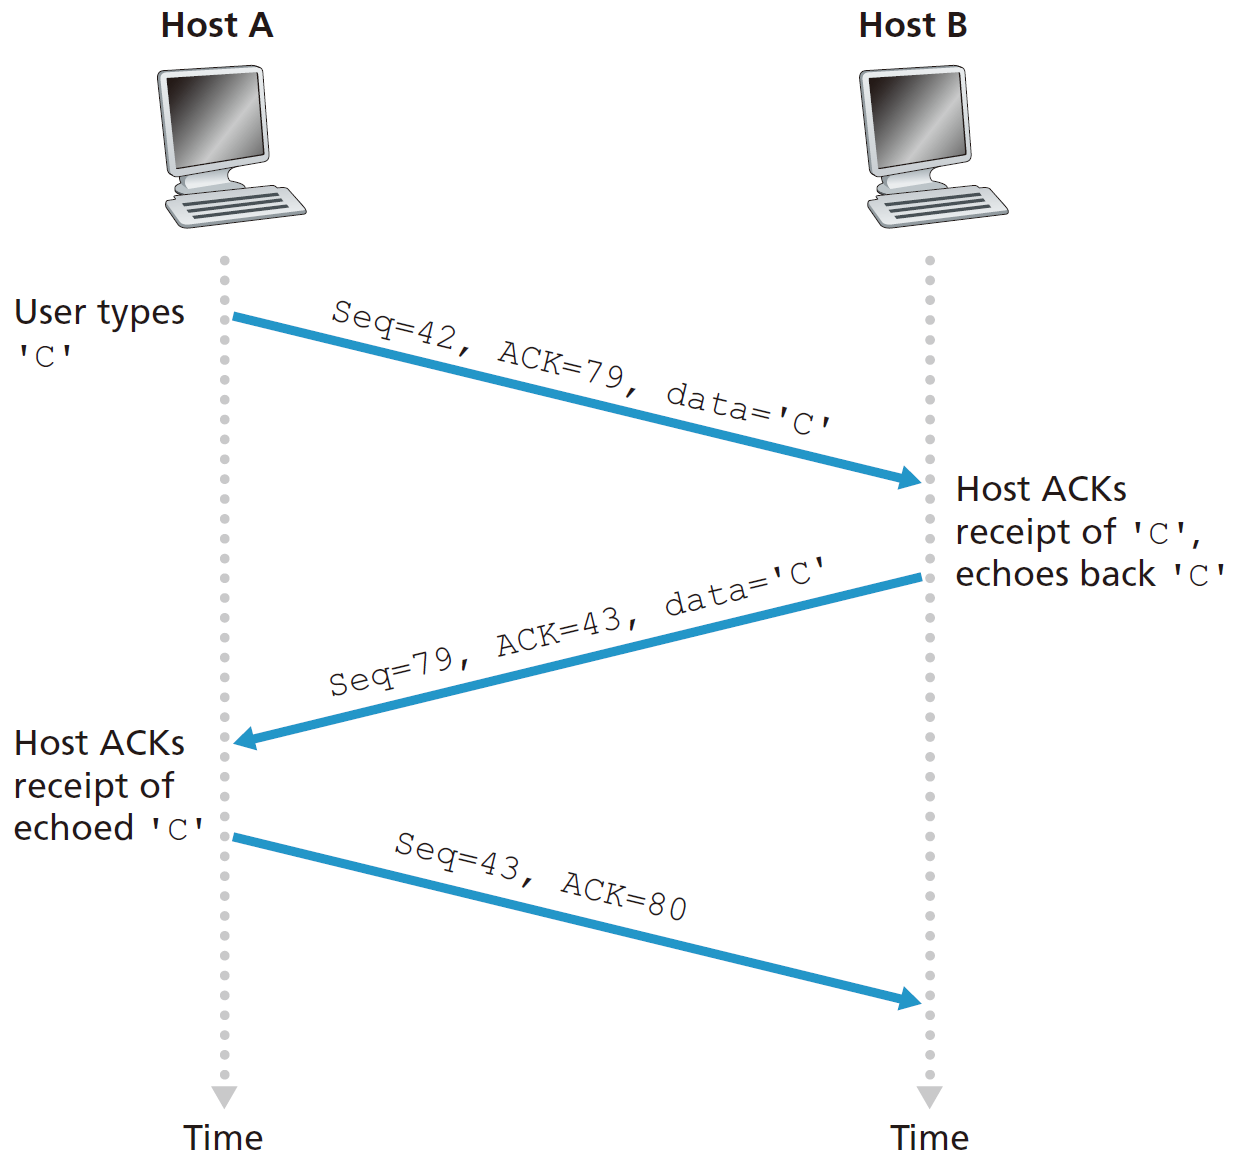 Host A
Host B
User types
'C'
Seq=42, ACK=79, data='C'
Host ACKs
receipt of 'C',
echoes back 'C'
Seq=79, ACK=43, data='C'
Host ACKs
receipt of
echoed 'C'
Seq=43, ACK=80
Time
Time